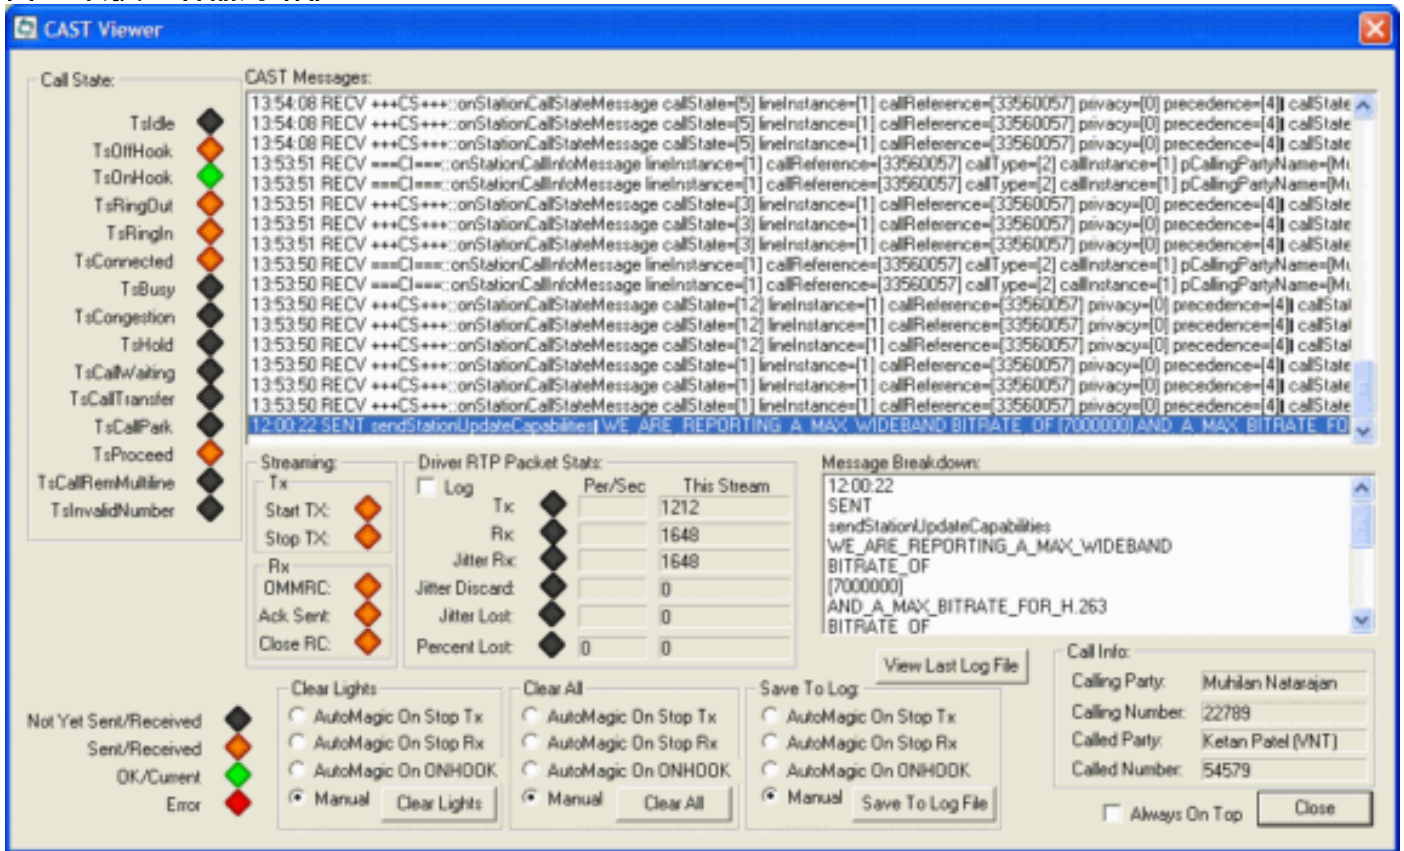 CAST Viewer
Call State:
TsIdle
TsOffHook
TsOnHook
TsRingOut
TsRingIn
TsConnected
TsBusy
TsCongestion
TsHold
TsCallWaiting
TsCallTransfer
TsCallPark
TsProceed
TsCallRemMultiline
TsInvalidNumber
CAST Messages:
13:54:08 RECV +++CS+++::onStationCallStateMessage callState=[5] lineInstance=[1] callReference=[33560057] privacy=[0] precedence=[4]| callState
13:54:08 RECV +++CS+++::onStationCallStateMessage callState=[5] lineInstance=[1] callReference=[33560057] privacy=[0] precedence=[4]| callState
13:54:08 RECV +++CS+++::onStationCallStateMessage callState=[5] lineInstance=[1] callReference=[33560057] privacy=[0] precedence=[4]| callState
13:53:51 RECV ===CI===::onStationCallInfoMessage lineInstance=[1] callReference=[33560057] callType=[2] callInstance=[1] pCallingPartyName=[Mu
13:53:51 RECV ===CI===::onStationCallInfoMessage lineInstance=[1] callReference=[33560057] callType=[2] callInstance=[1] pCallingPartyName=[Mu
13:53:51 RECV +++CS+++::onStationCallStateMessage callState=[3] lineInstance=[1] callReference=[33560057] privacy=[0] precedence=[4]| callState
13:53:51 RECV +++CS+++::onStationCallStateMessage callState=[3] lineInstance=[1] callReference=[33560057] privacy=[0] precedence=[4]| callState
13:53:51 RECV +++CS+++::onStationCallStateMessage callState=[3] lineInstance=[1] callReference=[33560057] privacy=[0] precedence=[4]| callState
13:53:50 RECV ===CI===::onStationCallInfoMessage lineInstance=[1] callReference=[33560057] callType=[2] callInstance=[1] pCallingPartyName=[Mu
13:53:50 RECV ===CI===::onStationCallInfoMessage lineInstance=[1] callReference=[33560057] callType=[2] callInstance=[1] pCallingPartyName=[Mu
13:53:50 RECV +++CS+++::onStationCallStateMessage callState=[12] lineInstance=[1] callReference=[33560057] privacy=[0] precedence=[4]| callStat
13:53:50 RECV +++CS+++::onStationCallStateMessage callState=[12] lineInstance=[1] callReference=[33560057] privacy=[0] precedence=[4]| callStat
13:53:50 RECV +++CS+++::onStationCallStateMessage callState=[12] lineInstance=[1] callReference=[33560057] privacy=[0] precedence=[4]| callStat
13:53:50 RECV +++CS+++::onStationCallStateMessage callState=[1] lineInstance=[1] callReference=[33560057] privacy=[0] precedence=[4]| callState
13:53:50 RECV +++CS+++::onStationCallStateMessage callState=[1] lineInstance=[1] callReference=[33560057] privacy=[0] precedence=[4]| callState
13:53:50 RECV +++CS+++::onStationCallStateMessage callState=[1] lineInstance=[1] callReference=[33560057] privacy=[0] precedence=[4]| callState
12:00:22 SENT sendStationUpdateCapabilities| WE_ARE_REPORTING_A_MAX_WIDEBAND BITRATE_OF [7000000] AND_A_MAX_BITRATE_FO
Streaming:
Tx
Start TX:
Stop TX:
Rx
OMMRC:
Ack Sent:
Close RC:
Driver RTP Packet Stats:
Log Per/Sec This Stream
Tx: 1212
Rx: 1648
Jitter Rx: 1648
Jitter Discard: 0
Jitter Lost: 0
Percent Lost: 0 0
Message Breakdown:
12:00:22
SENT
sendStationUpdateCapabilities
WE_ARE_REPORTING_A_MAX_WIDEBAND
BITRATE_OF
[7000000]
AND_A_MAX_BITRATE_FOR_H.263
BITRATE_OF
View Last Log File
Not Yet Sent/Received
Sent/Received
OK/Current
Error
Clear Lights
AutoMagic On Stop Tx
AutoMagic On Stop Rx
AutoMagic On ONHOOK
Manual Clear Lights
Clear All
AutoMagic On Stop Tx
AutoMagic On Stop Rx
AutoMagic On ONHOOK
Manual Clear All
Save To Log:
AutoMagic On Stop Tx
AutoMagic On Stop Rx
AutoMagic On ONHOOK
Manual Save To Log File
Call Info:
Calling Party: Muhilan Natarajan
Calling Number: 22789
Called Party: Ketan Patel (VNT)
Called Number: 54579
Always On Top Close